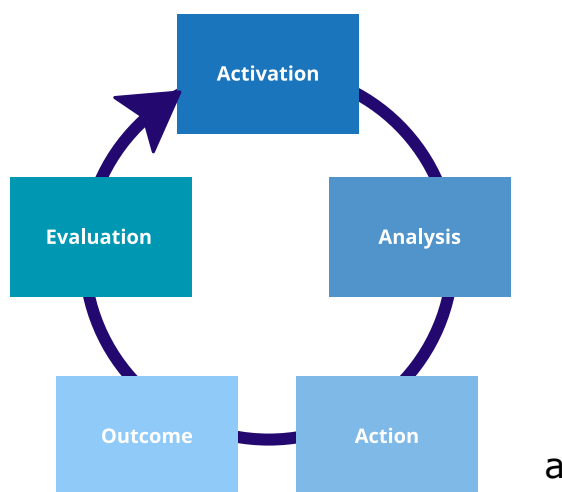 Activation
Analysis
Action
Outcome
Evaluation
a